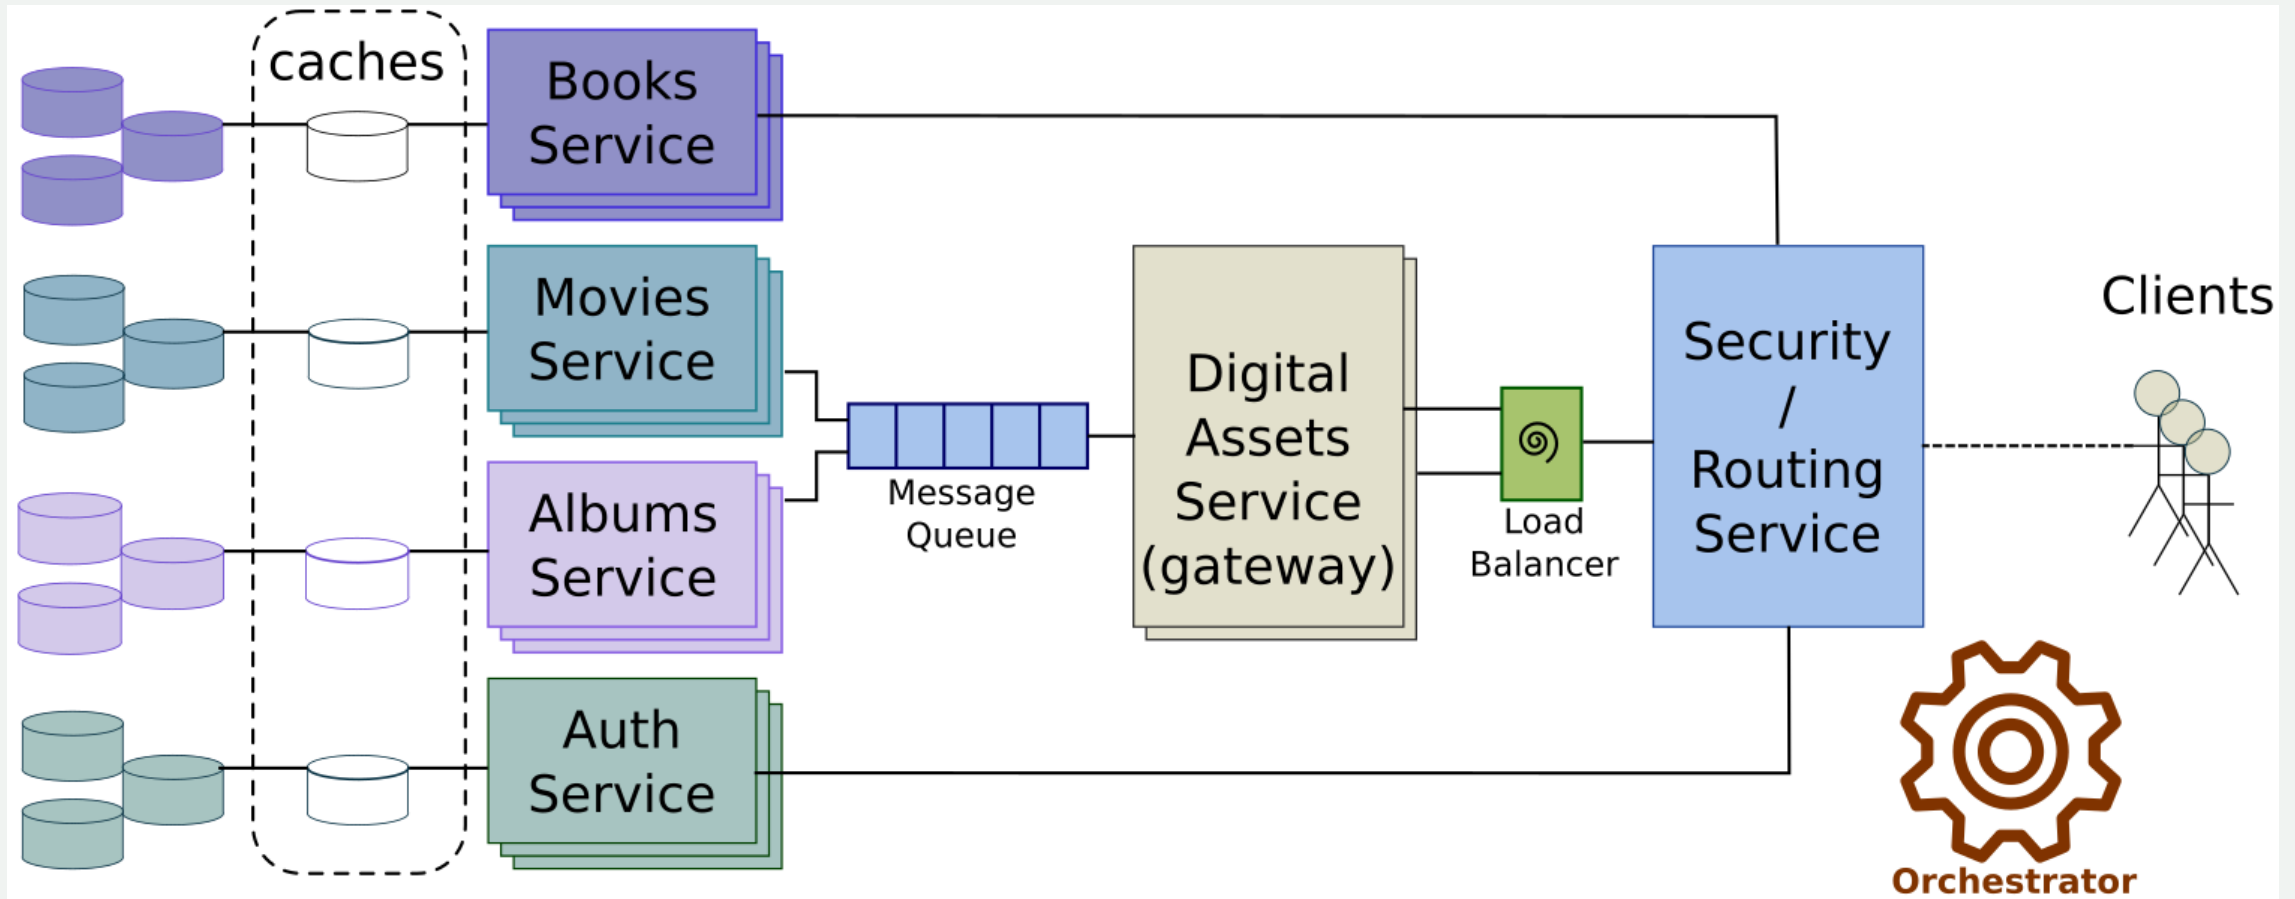 caches
Books
Service
Movies
Service
Albums
Service
Auth
Service
Message
Queue
Digital
Assets
Service
(gateway)
Load
Balancer
Security
/
Routing
Service
Clients
Orchestrator